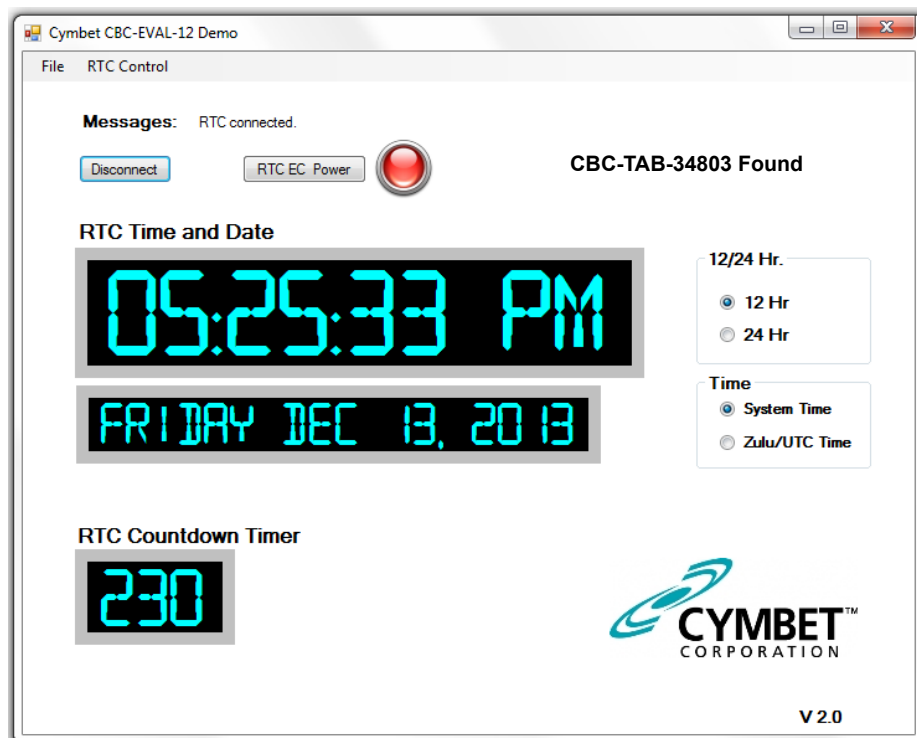 Cymbet CBC-EVAL-12 Demo
File RTC Control
Messages: RTC connected.
Disconnect RTC EC Power CBC-TAB-34803 Found
RTC Time and Date
05:25:33 PM
FRIDAY DEC 13, 2013
12/24 Hr.
12 Hr
24 Hr
Time
System Time
Zulu/UTC Time
RTC Countdown Timer
230
CYMBET™
CORPORATION
V 2.0